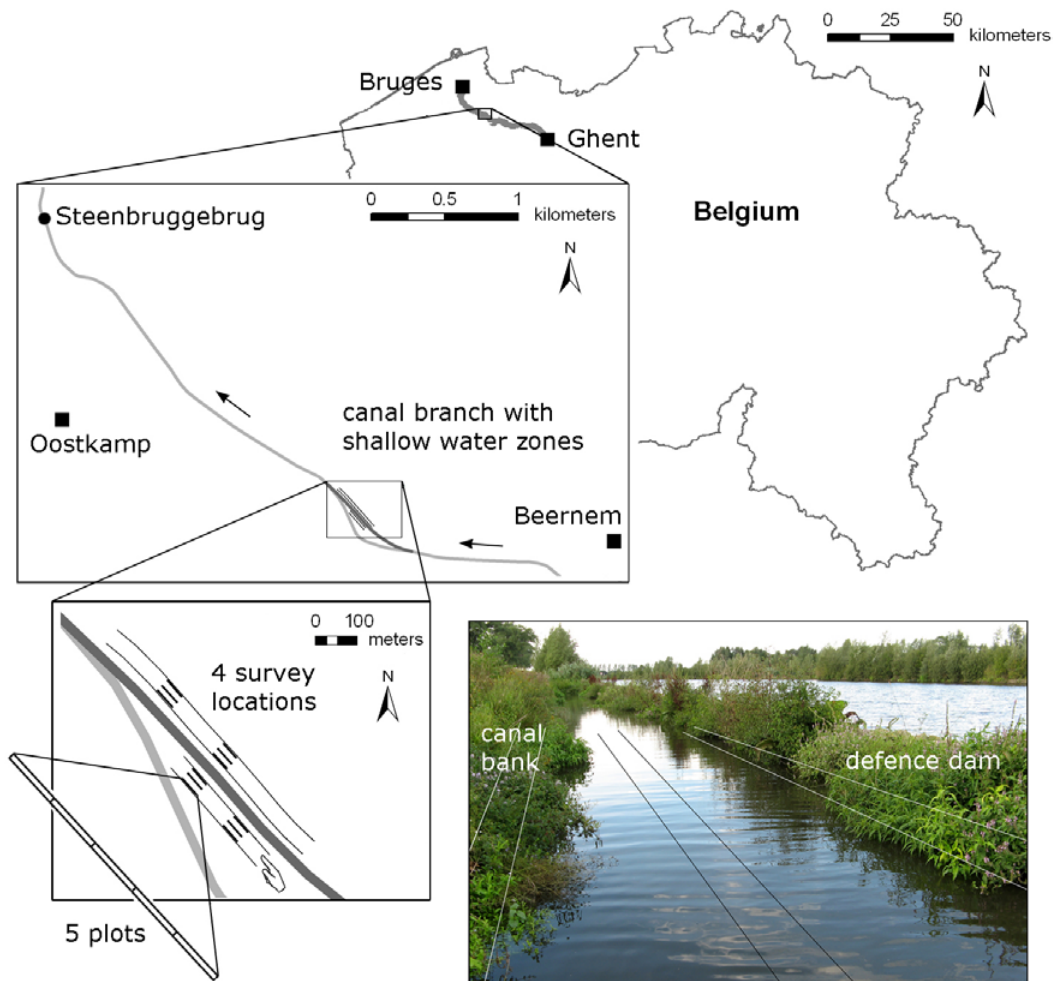 0 25 50
kilometers
N
Bruges
Ghent
Belgium
0 0.5 1
kilometers
N
Steenbruggebrug
canal branch with
shallow water zones
Oostkamp
Beernem
0 100
meters
N
4 survey
locations
5 plots
canal
bank
defence dam